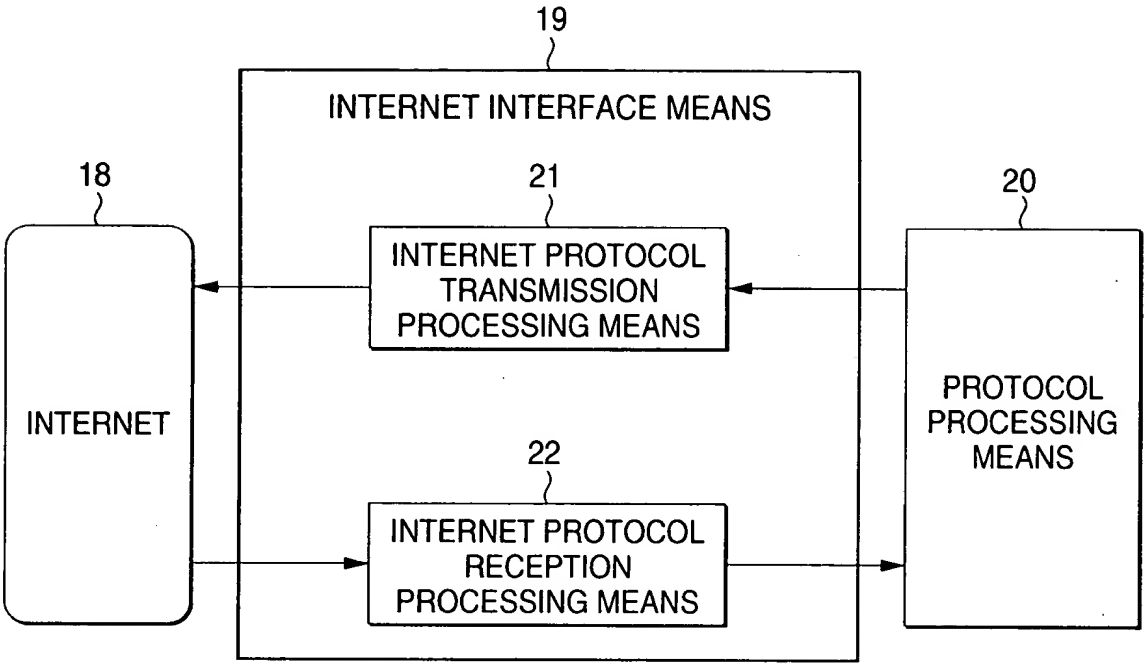 19
INTERNET INTERFACE MEANS
18
21
20
INTERNET PROTOCOL
TRANSMISSION
PROCESSING MEANS
INTERNET
PROTOCOL
PROCESSING
MEANS
22
INTERNET PROTOCOL
RECEPTION
PROCESSING MEANS